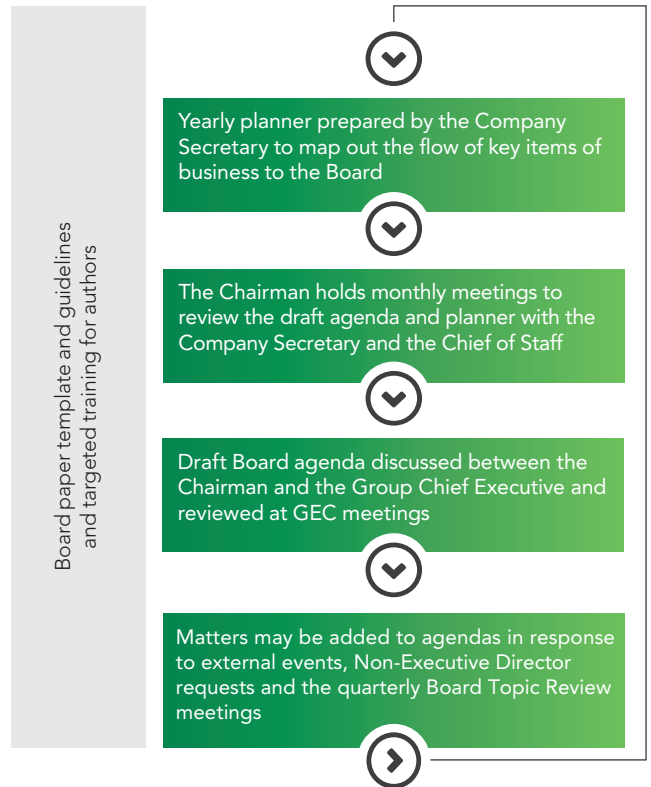 Board paper template and guidelines
and targeted training for authors
Yearly planner prepared by the Company
Secretary to map out the flow of key items of
business to the Board
The Chairman holds monthly meetings to
review the draft agenda and planner with the
Company Secretary and the Chief of Staff
Draft Board agenda discussed between the
Chairman and the Group Chief Executive and
reviewed at GEC meetings
Matters may be added to agendas in response
to external events, Non-Executive Director
requests and the quarterly Board Topic Review
meetings